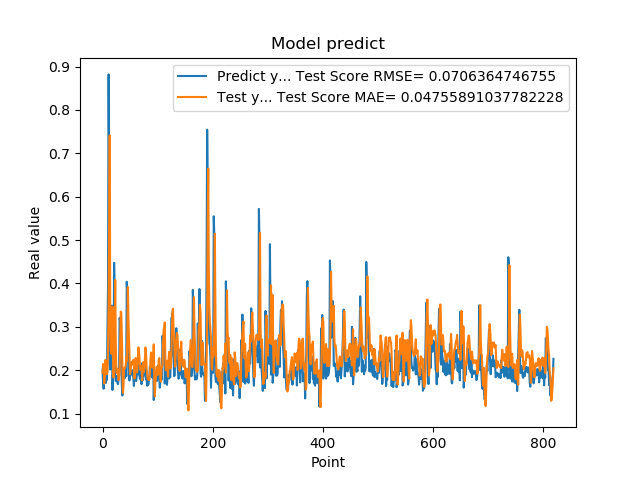 Model predict
Predict y... Test Score RMSE= 0.0706364746755
Test y... Test Score MAE= 0.04755891037782228
0.9
0.8
0.7
0.6
0.5
0.4
0.3
0.2
0.1
Real value
0 200 400 600 800
Point